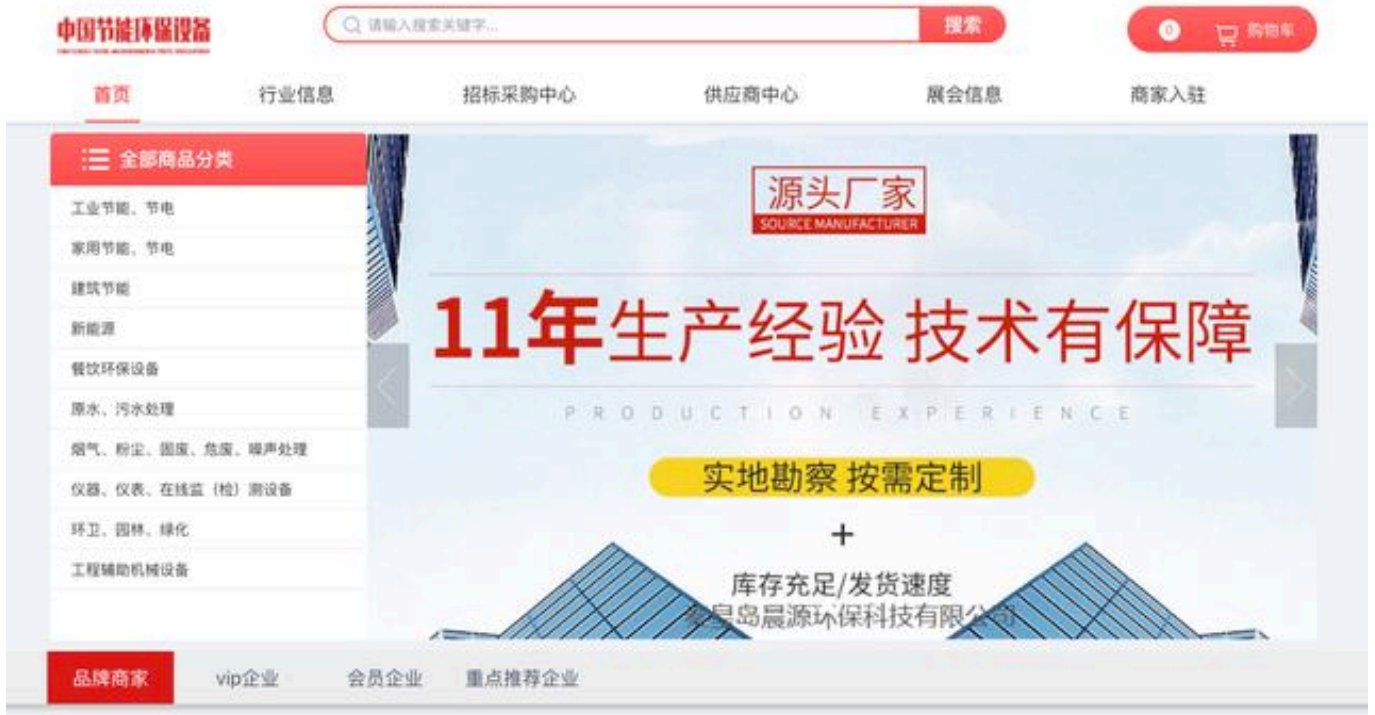 中国节能环保设备
请输入搜索关键字...
搜索
0 购物车
首页 行业信息 招标采购中心 供应商中心 展会信息 商家入驻
全部商品分类
工业节能、节电
家用节能、节电
建筑节能
新能源
餐饮环保设备
原水、污水处理
烟气、粉尘、固废、危废、噪声处理
仪器、仪表、在线监（检）测设备
环卫、园林、绿化
工程辅助机械设备
源头厂家
SOURCE MANUFACTURER
11年生产经验 技术有保障
PRODUCTION EXPERIENCE
实地勘察 按需定制
+
库存充足/发货速度
秦皇岛晨源环保科技有限公司
品牌商家 vip企业 会员企业 重点推荐企业